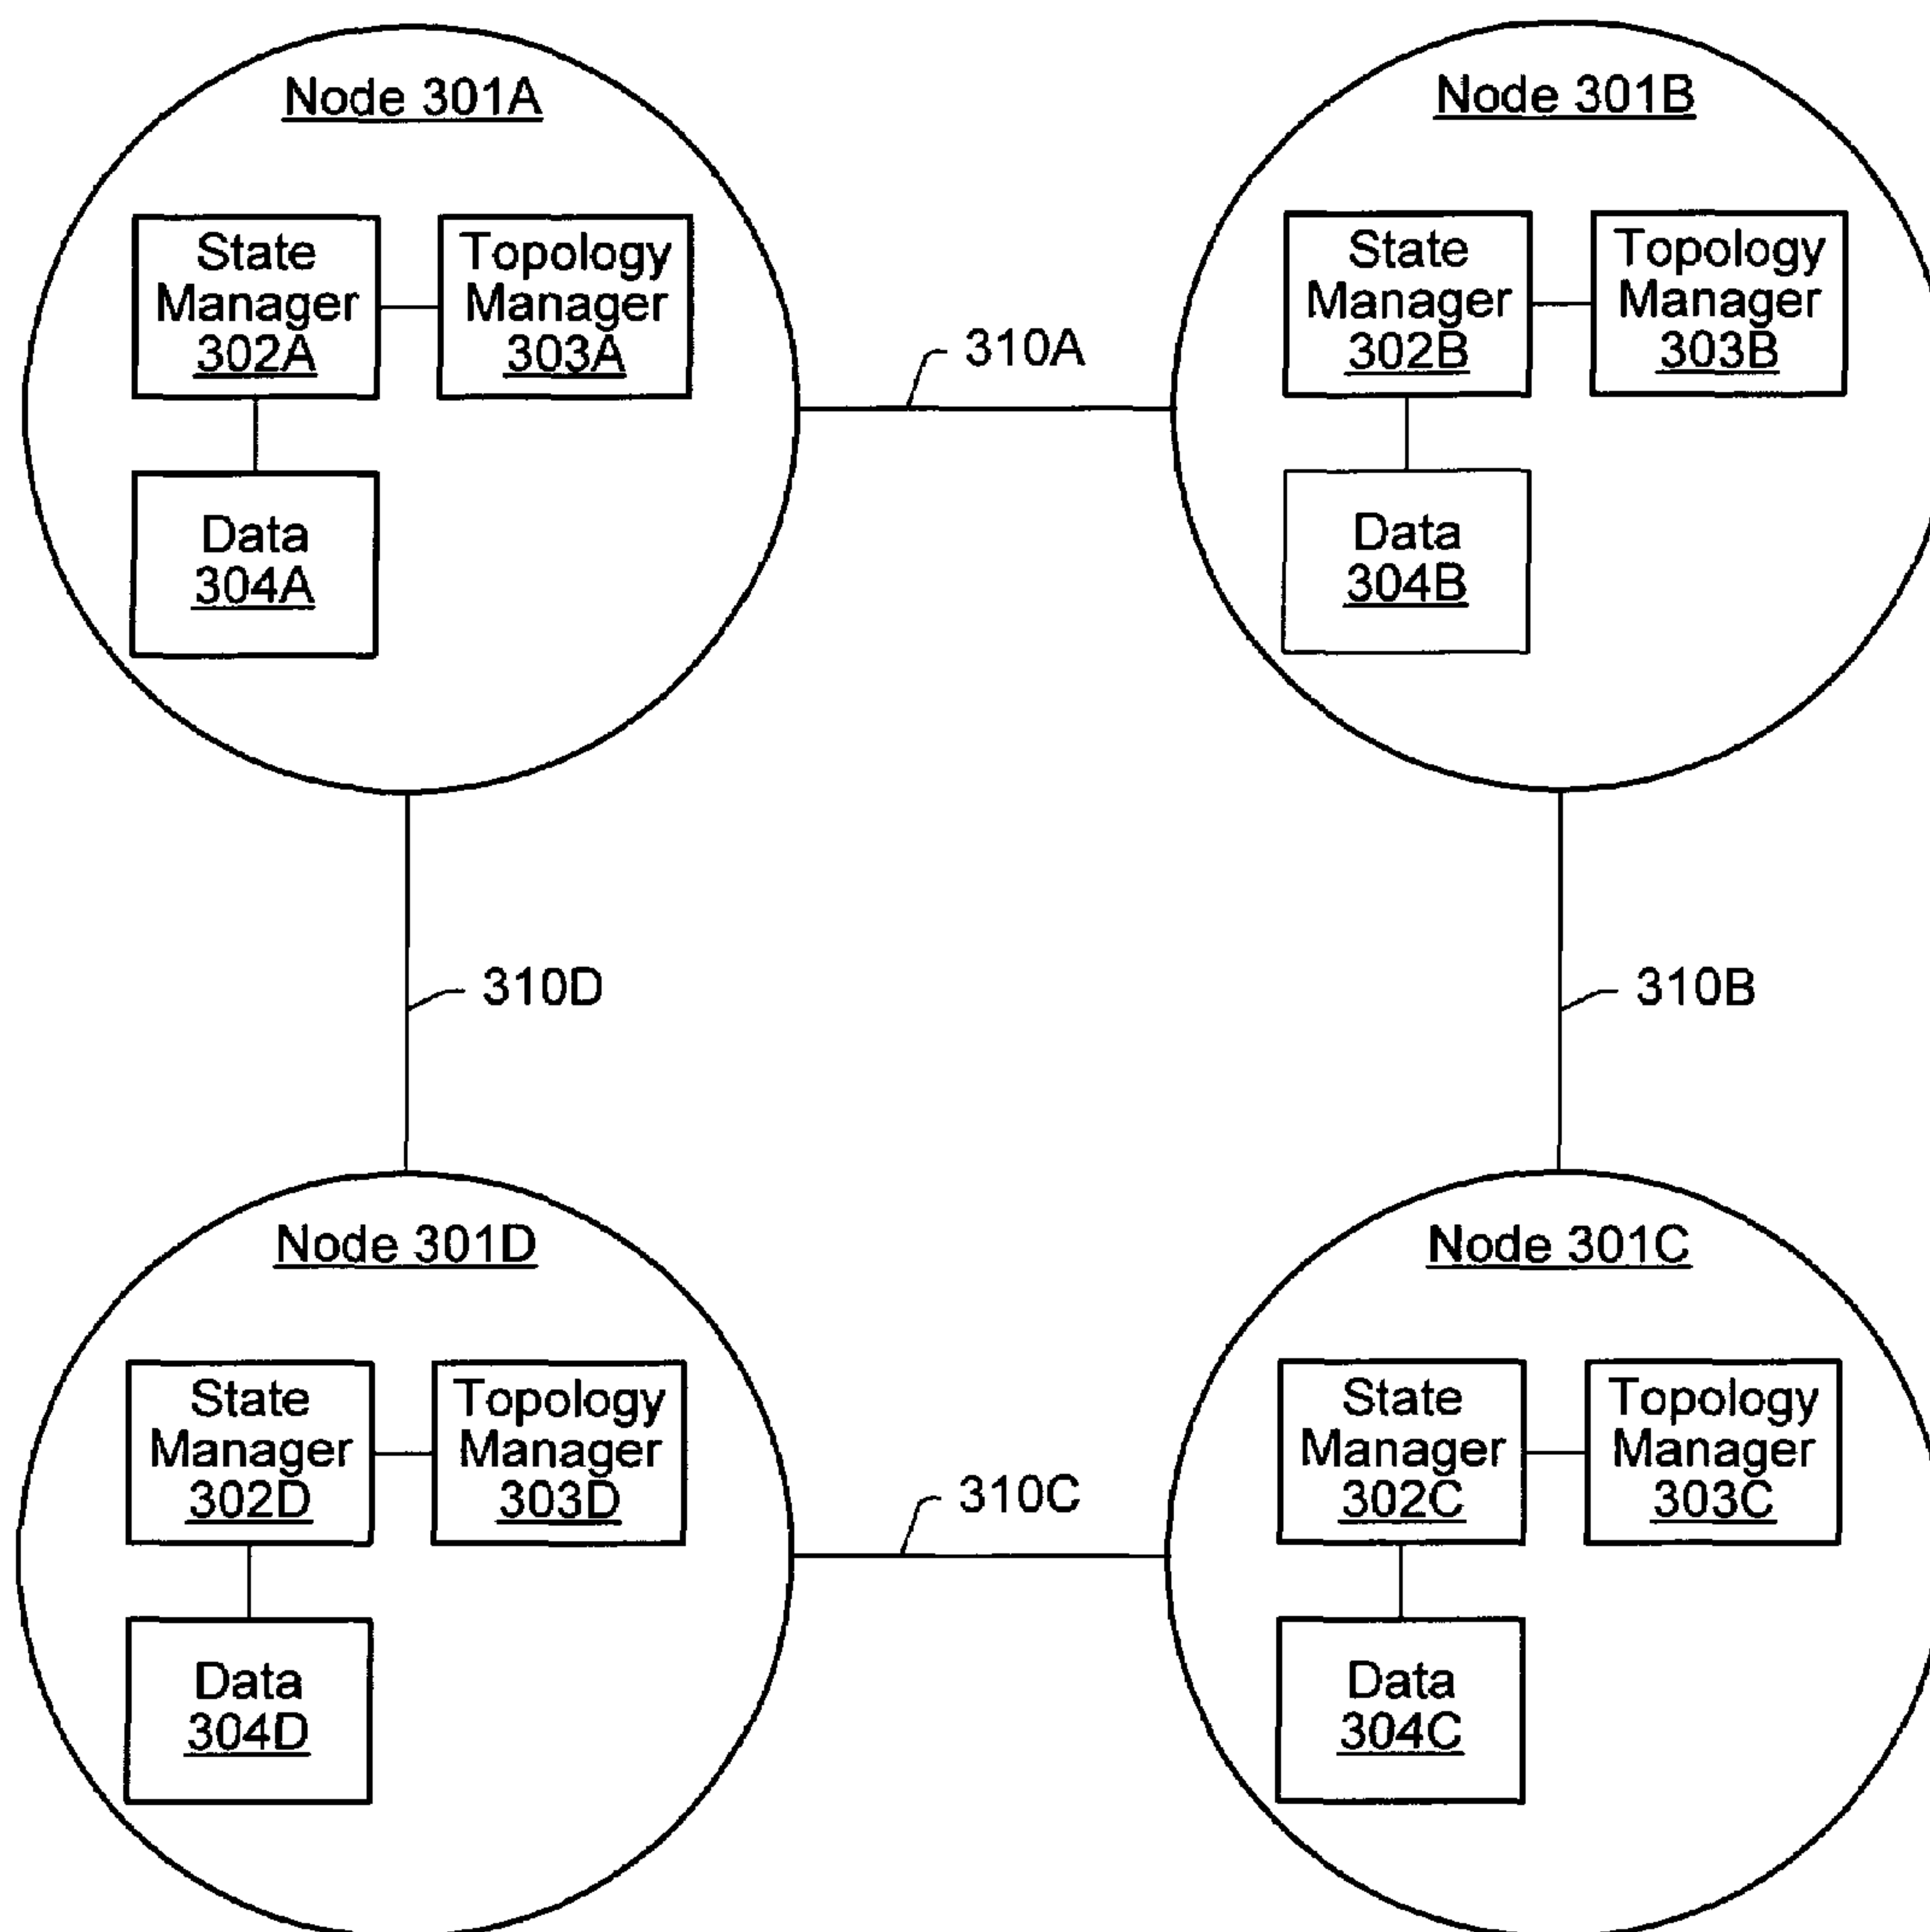 Node 301A
State
Manager
302A
Topology
Manager
303A
Data
304A
310A
Node 301B
State
Manager
302B
Topology
Manager
303B
Data
304B
310D
310B
Node 301D
State
Manager
302D
Topology
Manager
303D
Data
304D
310C
Node 301C
State
Manager
302C
Topology
Manager
303C
Data
304C